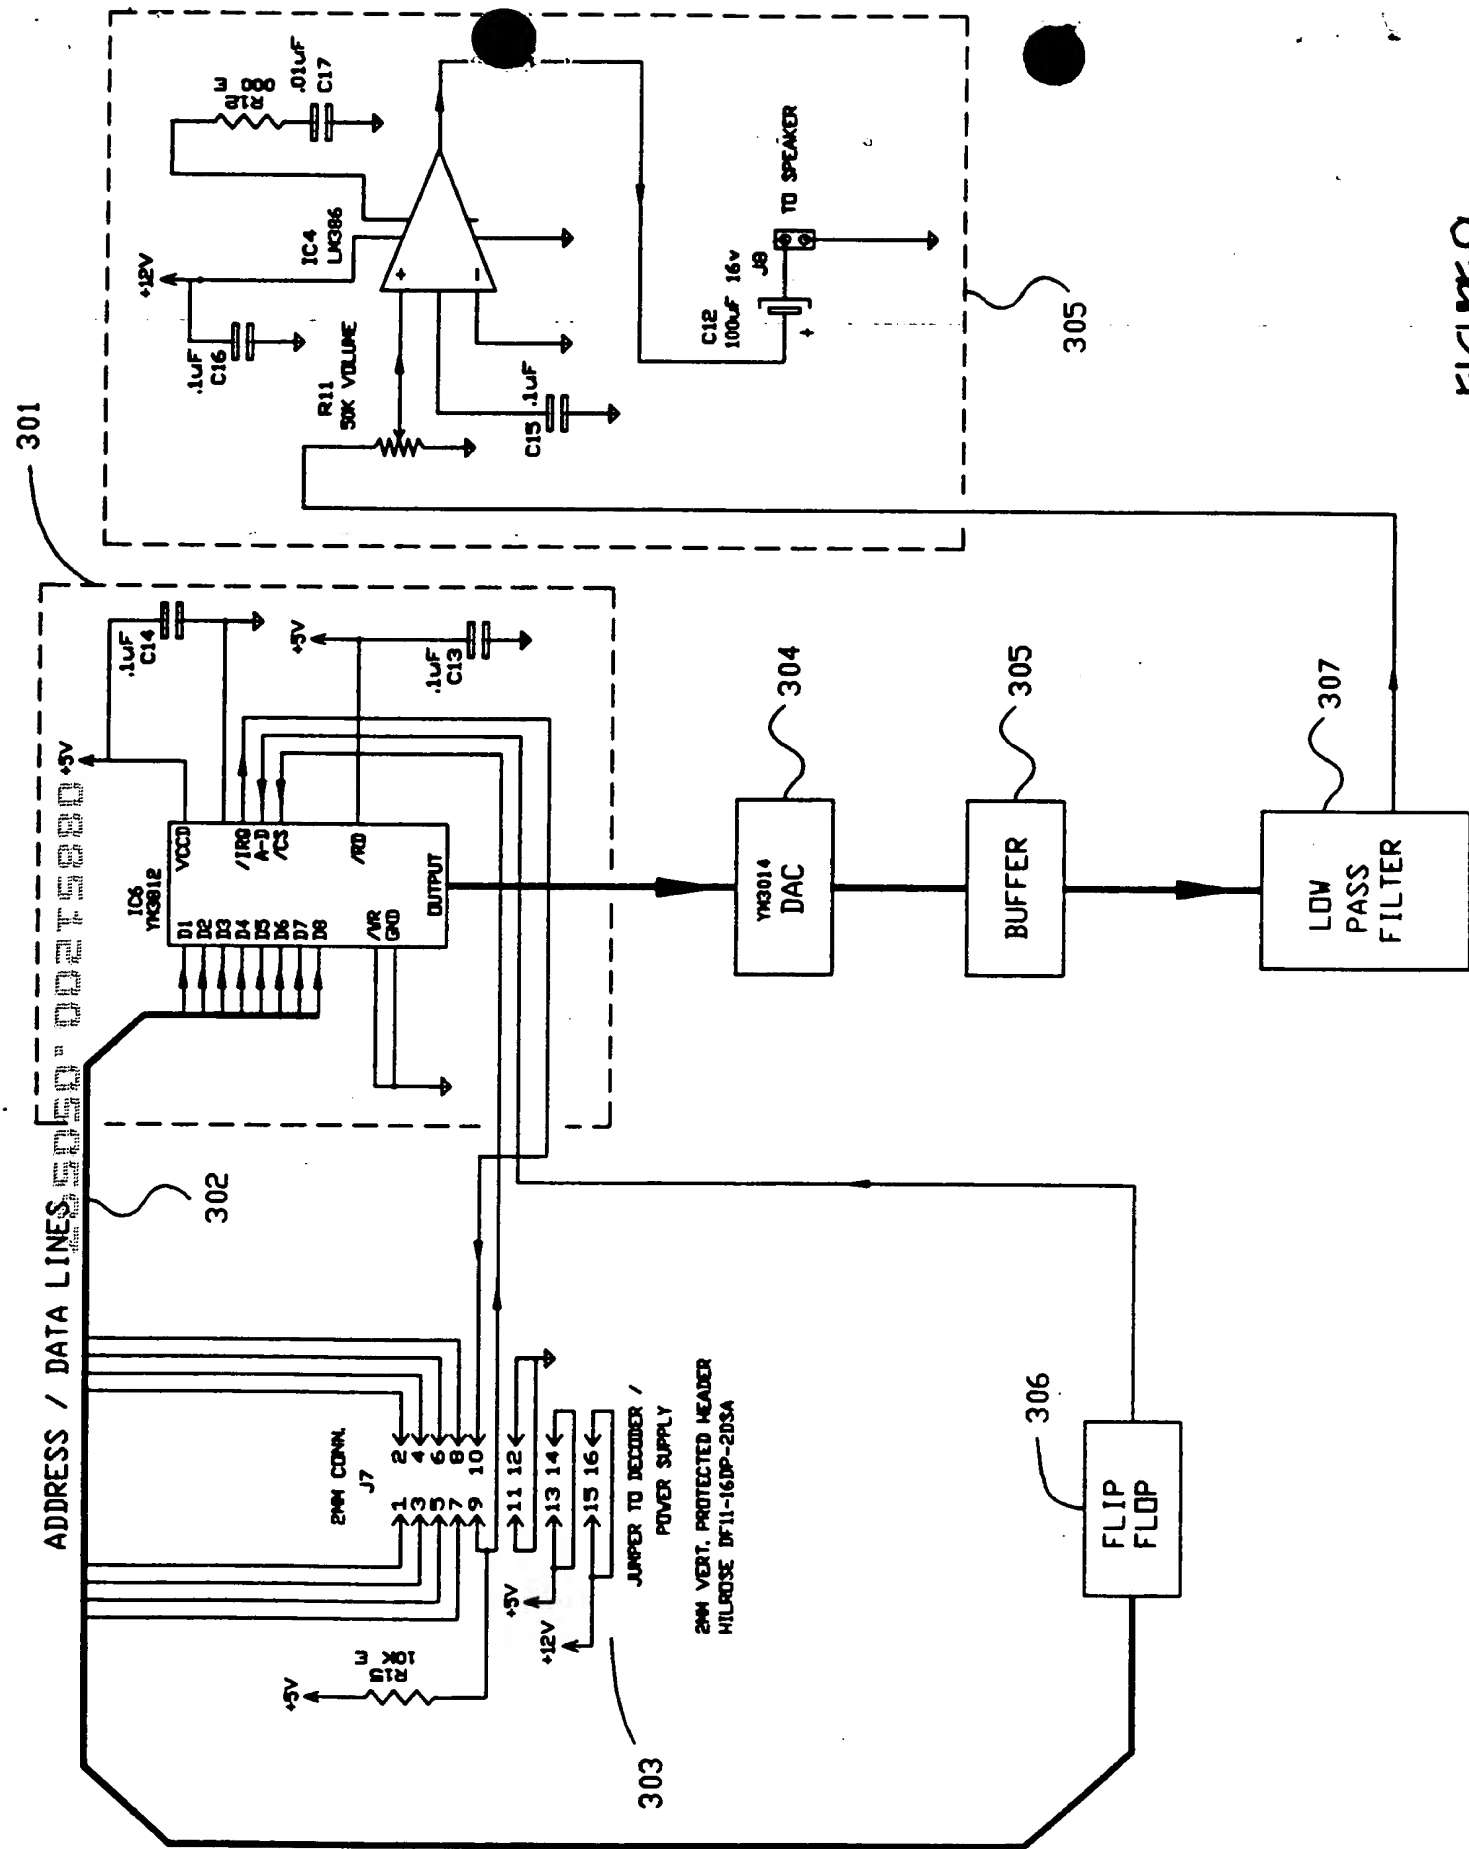 ADDRESS / DATA LINES
302
301
+5V
.1uF
C14
IC6
YM3812
D1
D2
D3
D4
D5
D6
D7
D8
VCCD
/IRQ
A-D
/CS
/RD
/WR
GND
OUTPUT
+5V
.1uF
C13
2MM CONN.
J7
1 2
3 4
5 6
7 8
9 10
11 12
13 14
15 16
+5V
R15
10K
+5V
+12V
JUMPER TO DECODER /
POWER SUPPLY
2MM VERT. PROTECTED HEADER
HILROSE DF11-16DP-2DSA
303
FLIP
FLOP
306
YM3014
DAC
304
BUFFER
305
LOW
PASS
FILTER
307
+12V
.1uF
C16
R11
50K VOLUME
C15
.1uF
IC4
LM386
+
-
R12
.01uF
C17
C12
100uF 16v
+
J8
TO SPEAKER
305